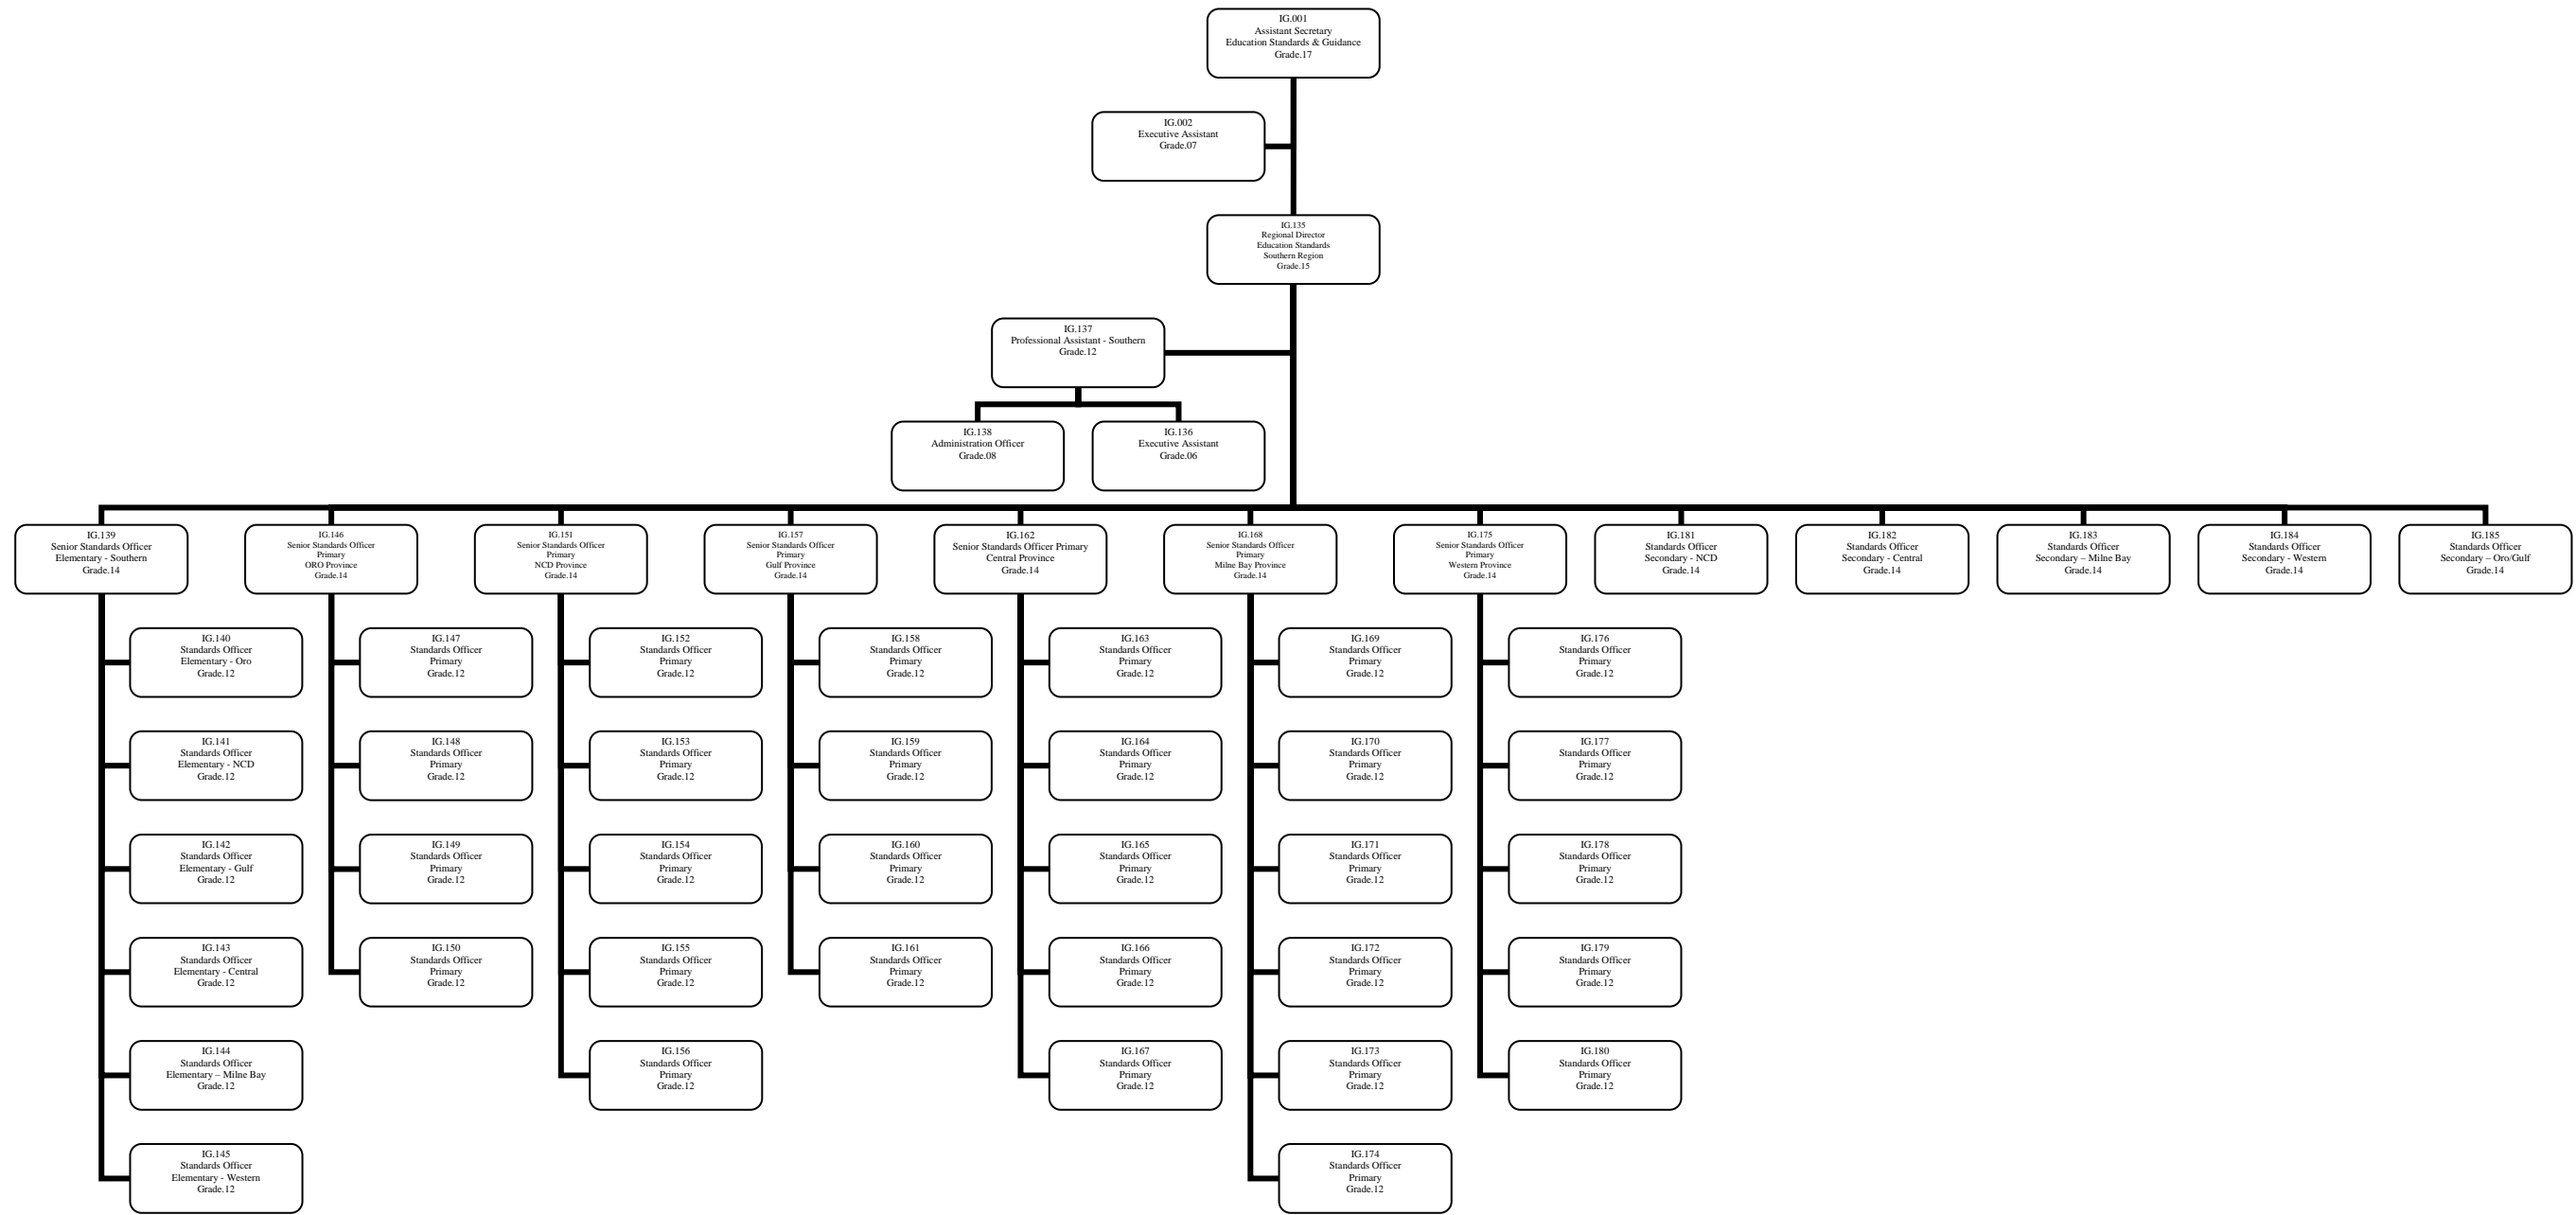 IG.001
Assistant Secretary
Education Standards & Guidance
Grade.17
IG.002
Executive Assistant
Grade.07
IG.135
Regional Director
Education Standards
Southern Region
Grade.15
IG.137
Professional Assistant - Southern
Grade.12
IG.138
Administration Officer
Grade.08
IG.136
Executive Assistant
Grade.06
IG.139
Senior Standards Officer
Elementary - Southern
Grade.14
IG.146
Senior Standards Officer
Primary
ORO Province
Grade.14
IG.151
Senior Standards Officer
Primary
NCD Province
Grade.14
IG.157
Senior Standards Officer
Primary
Gulf Province
Grade.14
IG.162
Senior Standards Officer Primary
Central Province
Grade.14
IG.168
Senior Standards Officer
Primary
Milne Bay Province
Grade.14
IG.175
Senior Standards Officer
Primary
Western Province
Grade.14
IG.181
Standards Officer
Secondary - NCD
Grade.14
IG.182
Standards Officer
Secondary - Central
Grade.14
IG.183
Standards Officer
Secondary – Milne Bay
Grade.14
IG.184
Standards Officer
Secondary - Western
Grade.14
IG.185
Standards Officer
Secondary – Oro/Gulf
Grade.14
IG.140
Standards Officer
Elementary - Oro
Grade.12
IG.147
Standards Officer
Primary
Grade.12
IG.152
Standards Officer
Primary
Grade.12
IG.158
Standards Officer
Primary
Grade.12
IG.163
Standards Officer
Primary
Grade.12
IG.169
Standards Officer
Primary
Grade.12
IG.176
Standards Officer
Primary
Grade.12
IG.141
Standards Officer
Elementary - NCD
Grade.12
IG.148
Standards Officer
Primary
Grade.12
IG.153
Standards Officer
Primary
Grade.12
IG.159
Standards Officer
Primary
Grade.12
IG.164
Standards Officer
Primary
Grade.12
IG.170
Standards Officer
Primary
Grade.12
IG.177
Standards Officer
Primary
Grade.12
IG.142
Standards Officer
Elementary - Gulf
Grade.12
IG.149
Standards Officer
Primary
Grade.12
IG.154
Standards Officer
Primary
Grade.12
IG.160
Standards Officer
Primary
Grade.12
IG.165
Standards Officer
Primary
Grade.12
IG.171
Standards Officer
Primary
Grade.12
IG.178
Standards Officer
Primary
Grade.12
IG.143
Standards Officer
Elementary - Central
Grade.12
IG.150
Standards Officer
Primary
Grade.12
IG.155
Standards Officer
Primary
Grade.12
IG.161
Standards Officer
Primary
Grade.12
IG.166
Standards Officer
Primary
Grade.12
IG.172
Standards Officer
Primary
Grade.12
IG.179
Standards Officer
Primary
Grade.12
IG.144
Standards Officer
Elementary – Milne Bay
Grade.12
IG.156
Standards Officer
Primary
Grade.12
IG.167
Standards Officer
Primary
Grade.12
IG.173
Standards Officer
Primary
Grade.12
IG.180
Standards Officer
Primary
Grade.12
IG.145
Standards Officer
Elementary - Western
Grade.12
IG.174
Standards Officer
Primary
Grade.12